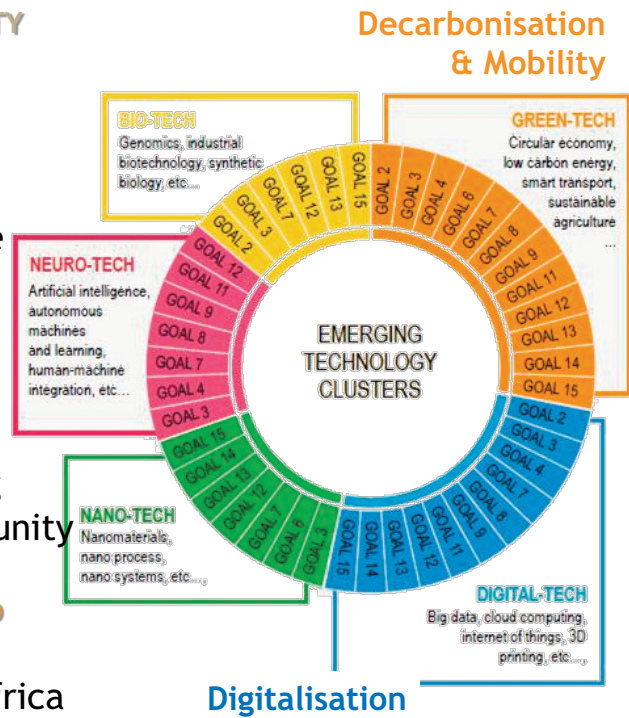 TY
Decarbonisation
& Mobility
BIO-TECH
Genomics, industrial
biotechnology, synthetic
biology, etc...
GREEN-TECH
Circular economy,
low carbon energy,
smart transport,
sustainable
agriculture
...
GOAL 2
GOAL 3
GOAL 7
GOAL 12
GOAL 13
GOAL 15
GOAL 2
GOAL 3
GOAL 4
GOAL 6
GOAL 7
GOAL 8
GOAL 9
GOAL 11
GOAL 12
GOAL 13
GOAL 14
GOAL 15
e
NEURO-TECH
Artificial intelligence,
autonomous
machines
and learning,
human-machine
integration, etc...
GOAL 12
GOAL 11
GOAL 9
GOAL 8
GOAL 7
GOAL 4
GOAL 3
EMERGING
TECHNOLOGY
CLUSTERS
GOAL 2
GOAL 3
GOAL 4
GOAL 7
GOAL 8
GOAL 9
GOAL 11
GOAL 12
GOAL 13
GOAL 14
GOAL 15
GOAL 15
GOAL 14
GOAL 13
GOAL 12
GOAL 7
GOAL 6
GOAL 3
unity
NANO-TECH
Nanomaterials,
nano process,
nano systems, etc...,
DIGITAL-TECH
Big data, cloud computing,
internet of things, 3D
printing, etc...,
frica
Digitalisation